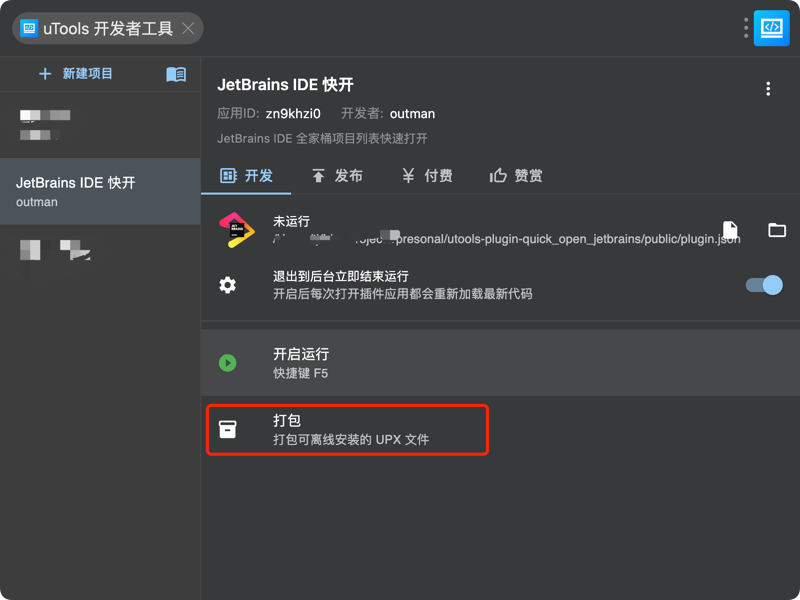 uTools 开发者工具
新建项目
JetBrains IDE 快开
outman
JetBrains IDE 快开
应用ID: zn9khzi0 开发者: outman
JetBrains IDE 全家桶项目列表快速打开
开发 发布 付费 赞赏
未运行
presonal/utools-plugin-quick_open_jetbrains/public/plugin.json
退出到后台立即结束运行
开启后每次打开插件应用都会重新加载最新代码
开启运行
快捷键 F5
打包
打包可离线安装的 UPX 文件